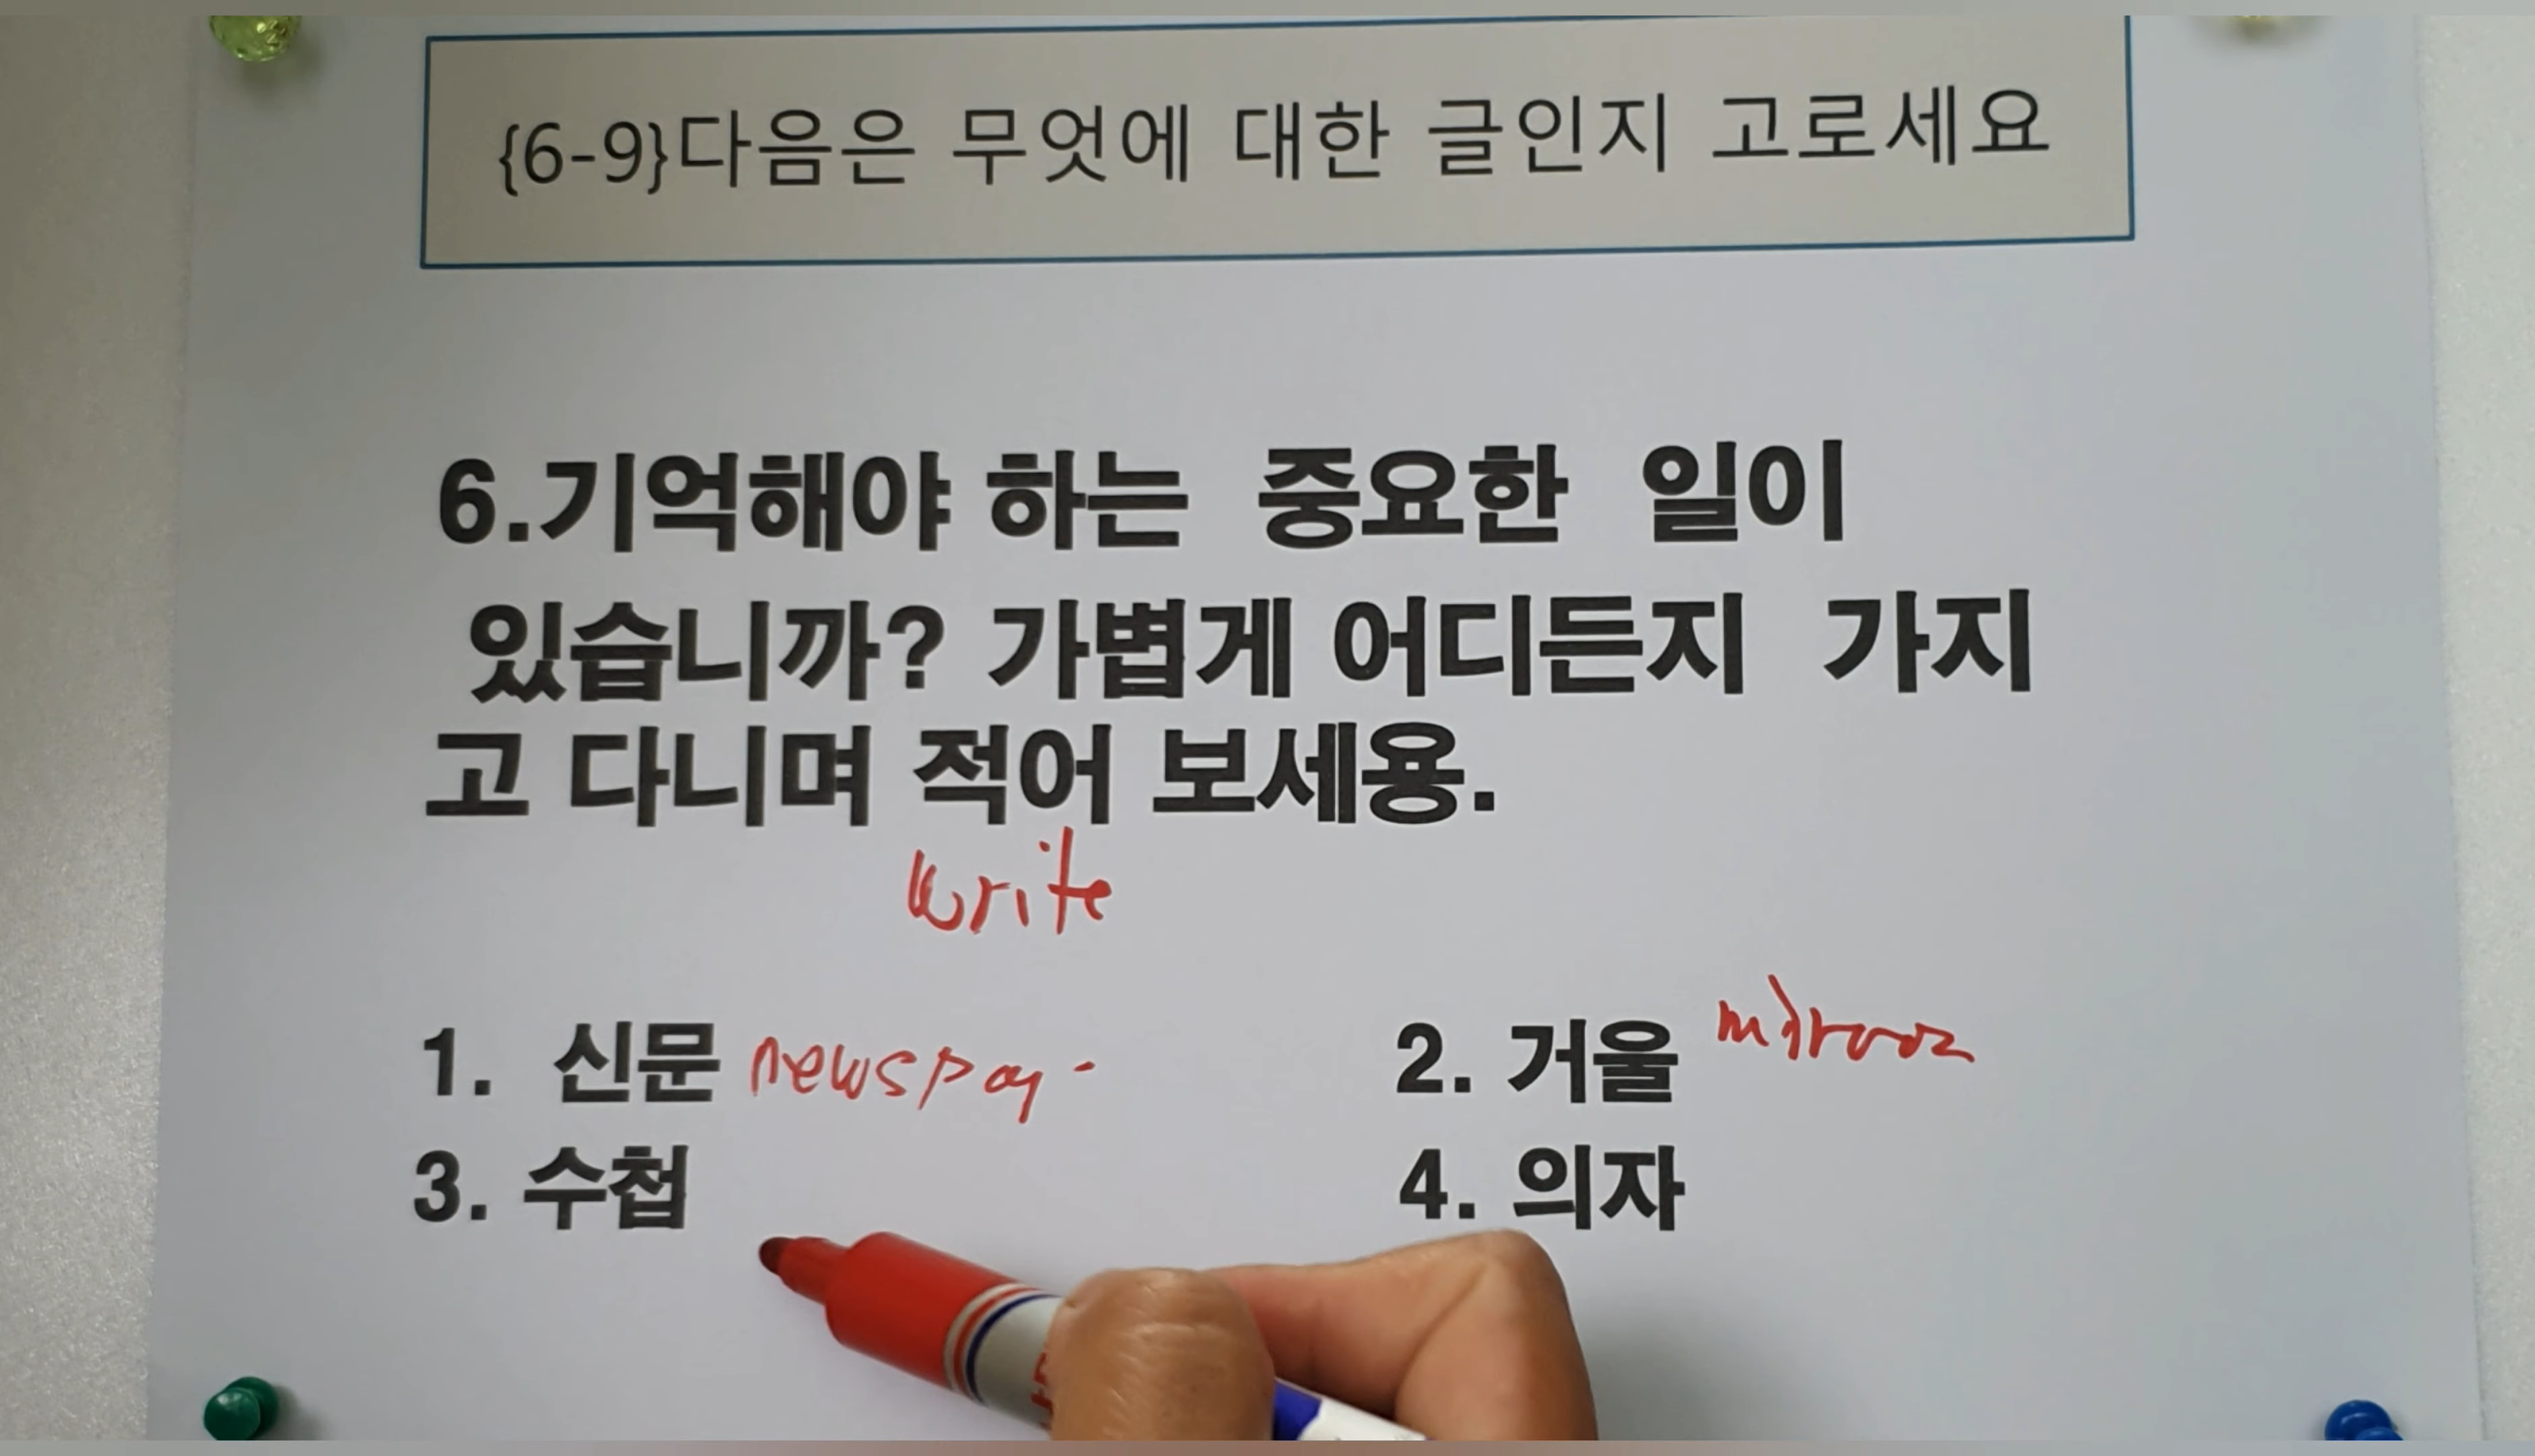 {6-9}다음은 무엇에 대한 글인지 고로세요
6.기억해야 하는 중요한 일이
있습니까? 가볍게 어디든지 가지
고 다니며 적어 보세용.
write
1. 신문 newspay- 2. 거울
3. 수첩 4. 의자